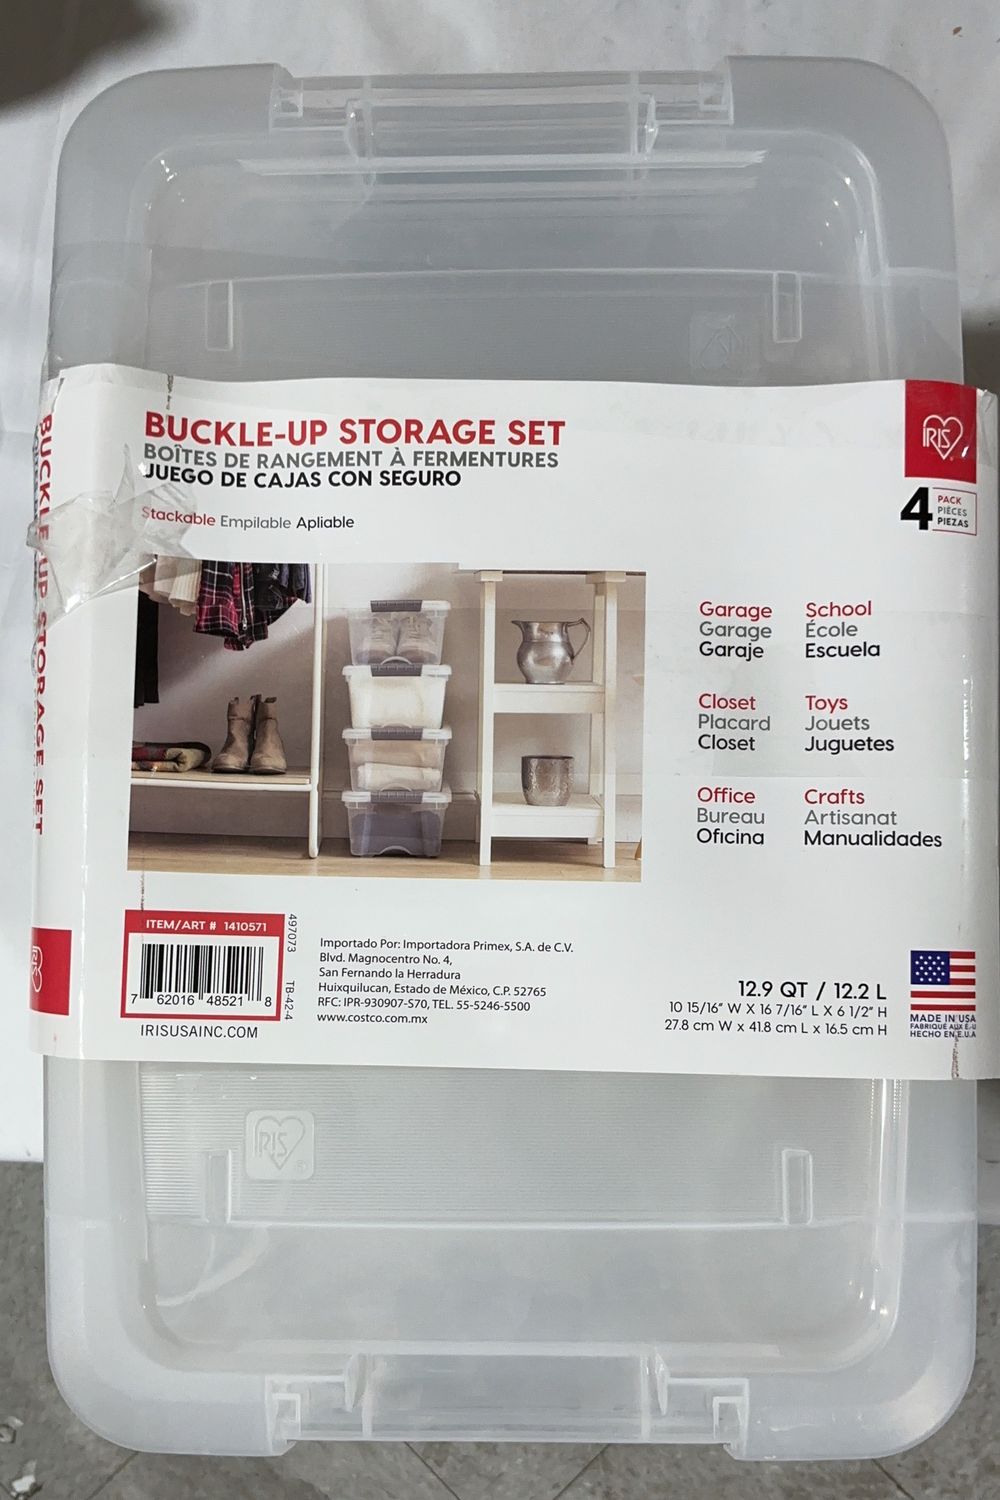 BUCKLE-UP STORAGE SET
BOÎTES DE RANGEMENT À FERMENTURES
JUEGO DE CAJAS CON SEGURO
Stackable Empilable Apliable
IRIS
4 PACK
PIÈCES
PIEZAS
Garage
Garage
Garaje
School
École
Escuela
Closet
Placard
Closet
Toys
Jouets
Juguetes
Office
Bureau
Oficina
Crafts
Artisanat
Manualidades
ITEM/ART # 1410571
7 62016 48521 8
497073
TB-42-4
IRISUSAINC.COM
Importado Por: Importadora Primex, S.A. de C.V.
Blvd. Magnocentro No. 4,
San Fernando la Herradura
Huixquilucan, Estado de México, C.P. 52765
RFC: IPR-930907-S70, TEL. 55-5246-5500
www.costco.com.mx
12.9 QT / 12.2 L
10 15/16" W X 16 7/16" L X 6 1/2" H
27.8 cm W x 41.8 cm L x 16.5 cm H
MADE IN USA
FABRIQUÉ AUX É.-U
HECHO EN E.U.A
BUCKLE-UP STORAGE SET
IRIS
IRIS